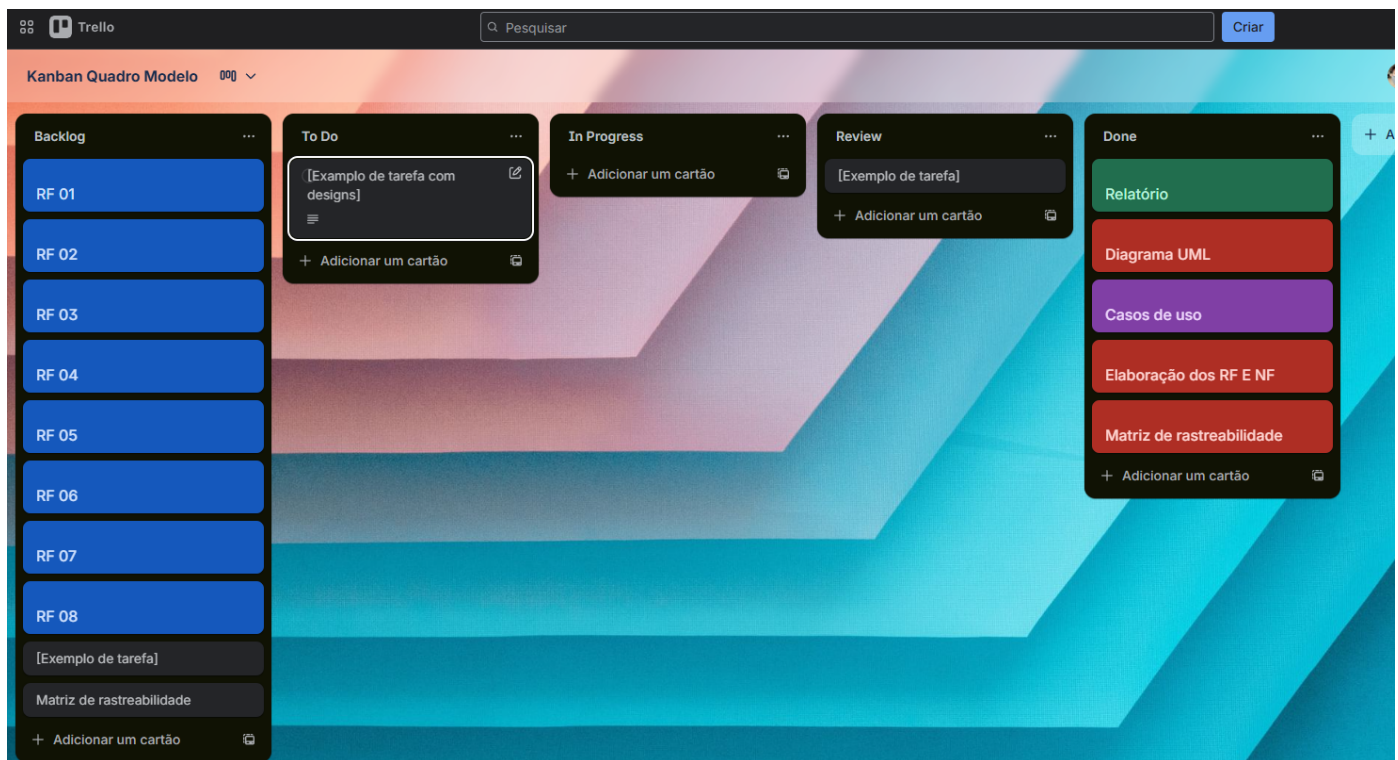 Trello
Pesquisar
Criar
Kanban Quadro Modelo
Backlog
RF 01
RF 02
RF 03
RF 04
RF 05
RF 06
RF 07
RF 08
[Exemplo de tarefa]
Matriz de rastreabilidade
+ Adicionar um cartão
To Do
[Examplo de tarefa com
designs]
+ Adicionar um cartão
In Progress
+ Adicionar um cartão
Review
[Exemplo de tarefa]
+ Adicionar um cartão
Done
Relatório
Diagrama UML
Casos de uso
Elaboração dos RF E NF
Matriz de rastreabilidade
+ Adicionar um cartão
+ A